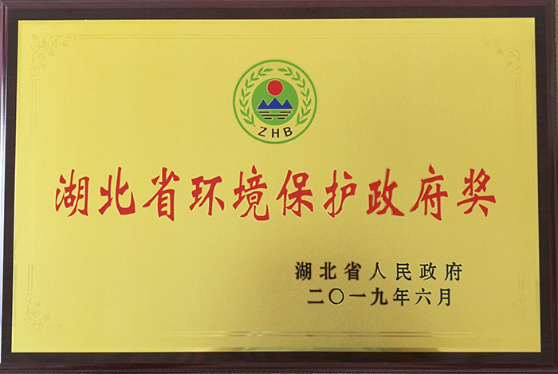 ZHB
湖北省环境保护政府奖
湖北省人民政府
二〇一九年六月